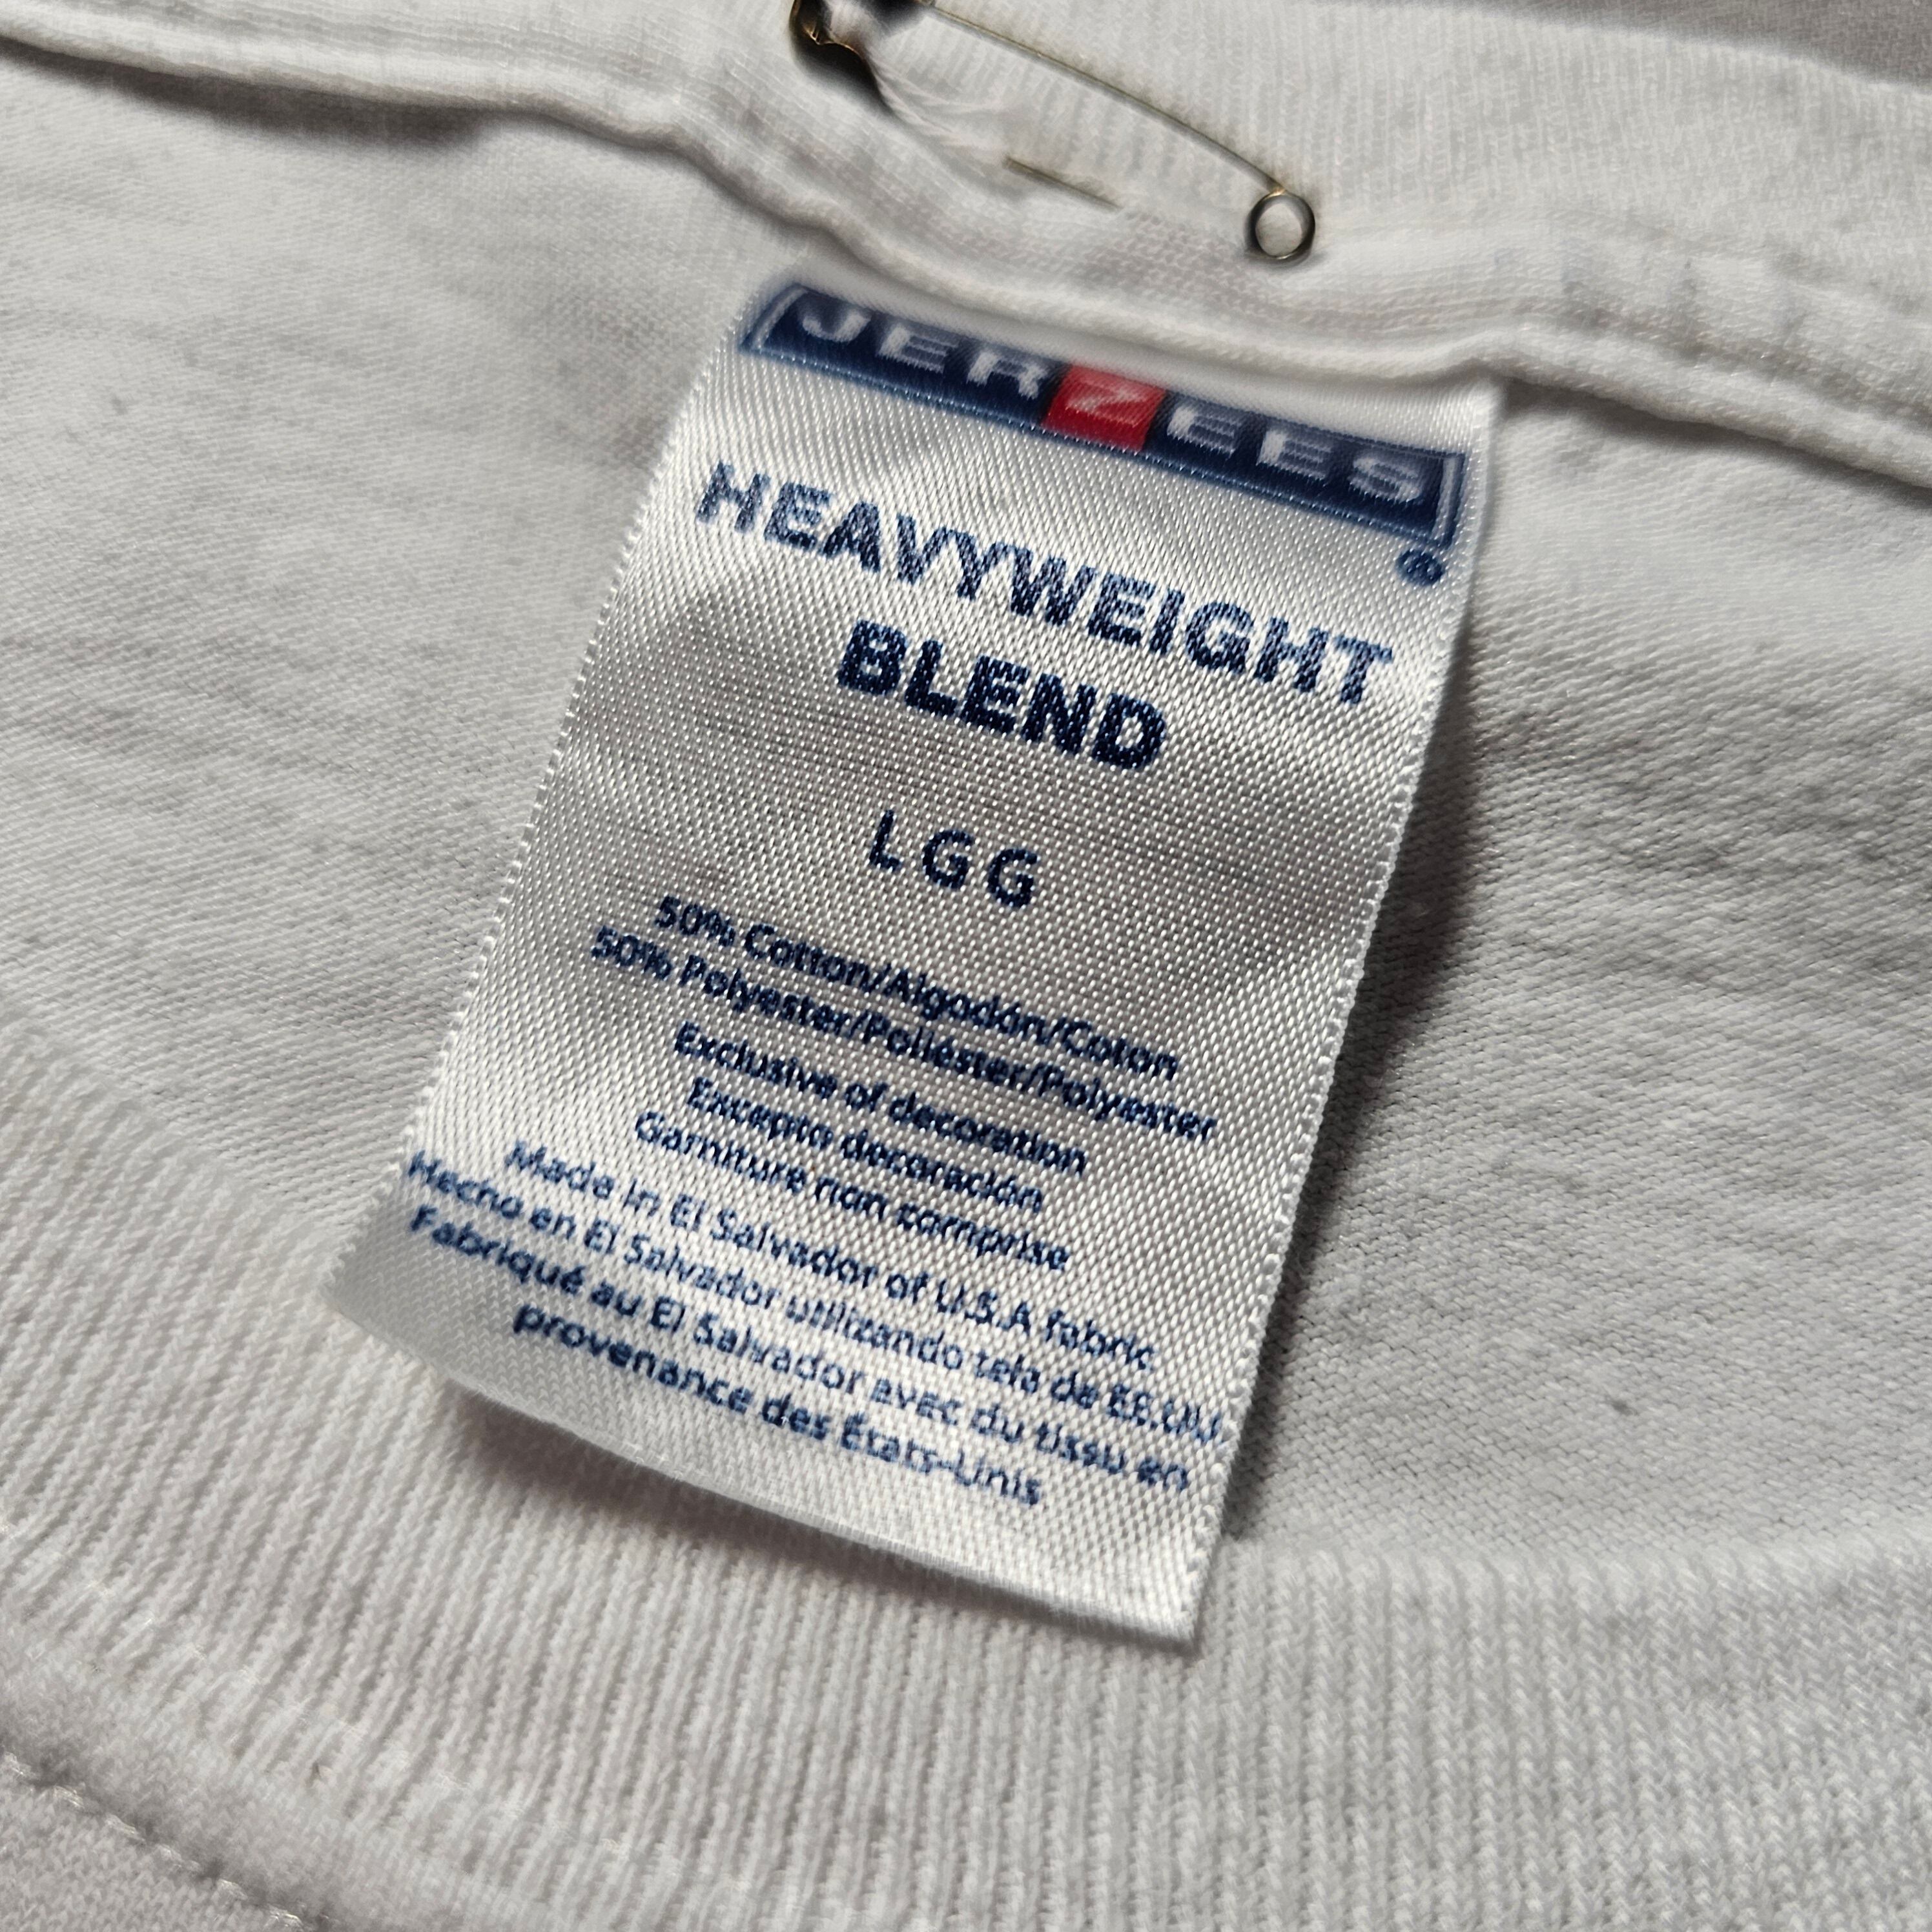 JERZEES®
HEAVYWEIGHT
BLEND
LGG
50% Cotton/Algodón/Coton
50% Polyester/Poliéster/Polyester
Exclusive of decoration
Excepto decoración
Garniture non comprise
Made in El Salvador of U.S.A fabric
Hecho en El Salvador utilizando tela de EE.UU.
Fabriqué au El Salvador avec du tissu en
provenance des États-Unis